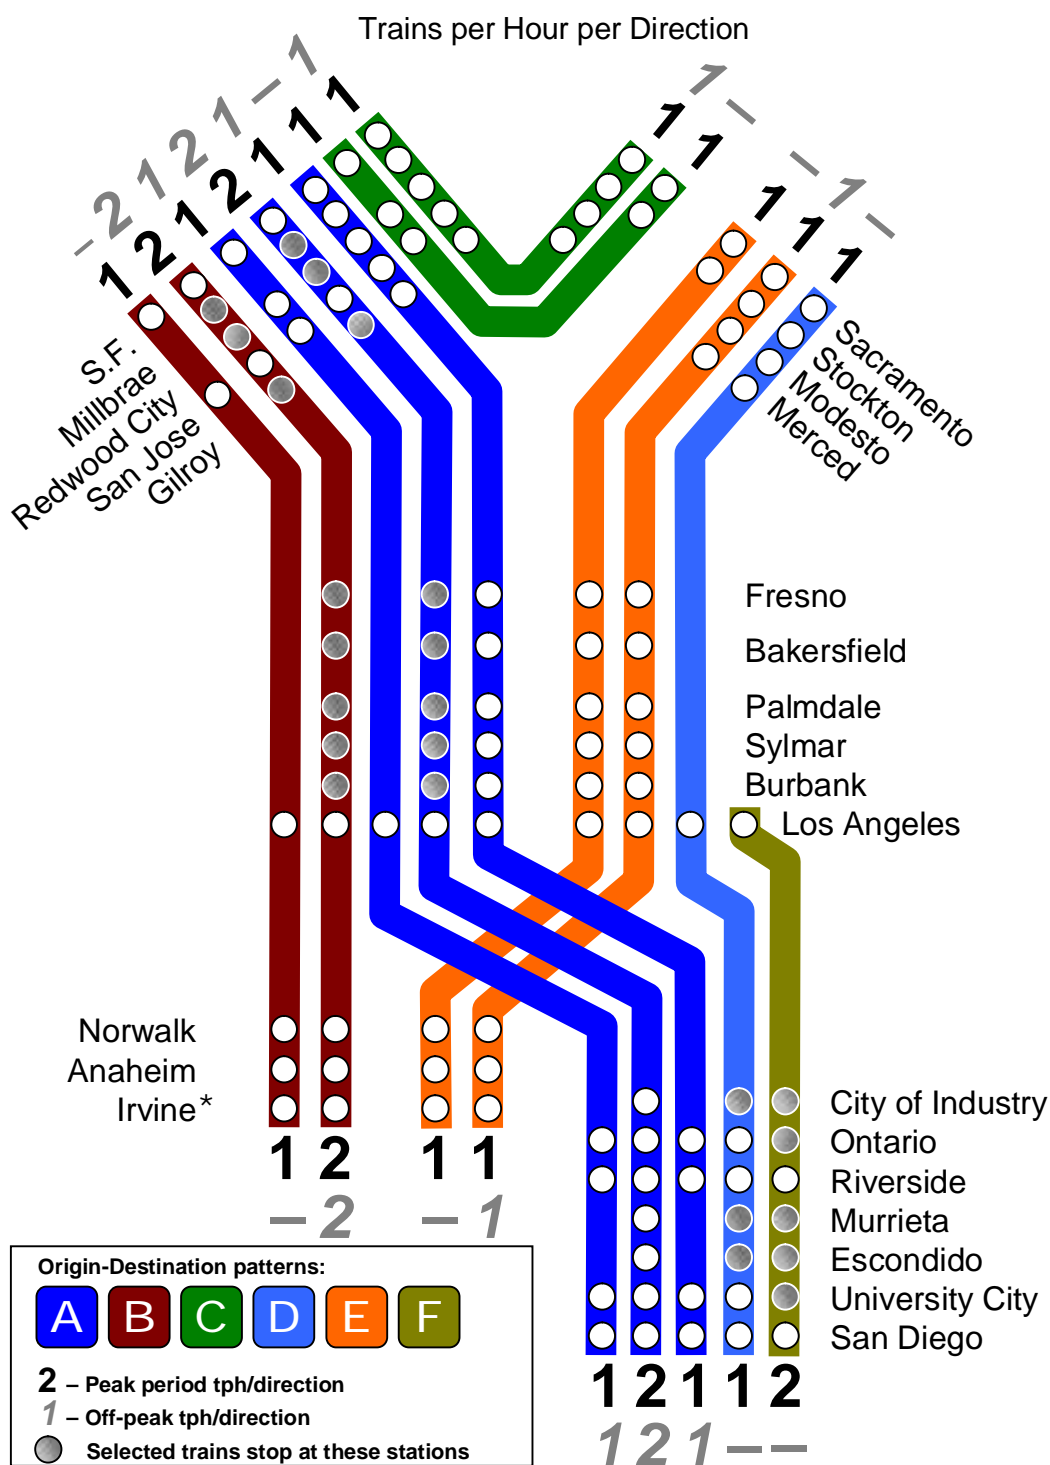 Trains per Hour per Direction
– 2 1 2 1 – 1
1 2 1 2 1 1 1
1 –
1 1
– 1 –
1 1 1
S.F.
Millbrae
Redwood City
San Jose
Gilroy
Sacramento
Stockton
Modesto
Merced
Fresno
Bakersfield
Palmdale
Sylmar
Burbank
Los Angeles
Norwalk
Anaheim
Irvine*
1 2 1 1
– 2 – 1
City of Industry
Ontario
Riverside
Murrieta
Escondido
University City
San Diego
1 2 1 1 2
1 2 1 – –
Origin-Destination patterns:
A B C D E F
2 – Peak period tph/direction
1 – Off-peak tph/direction
Selected trains stop at these stations